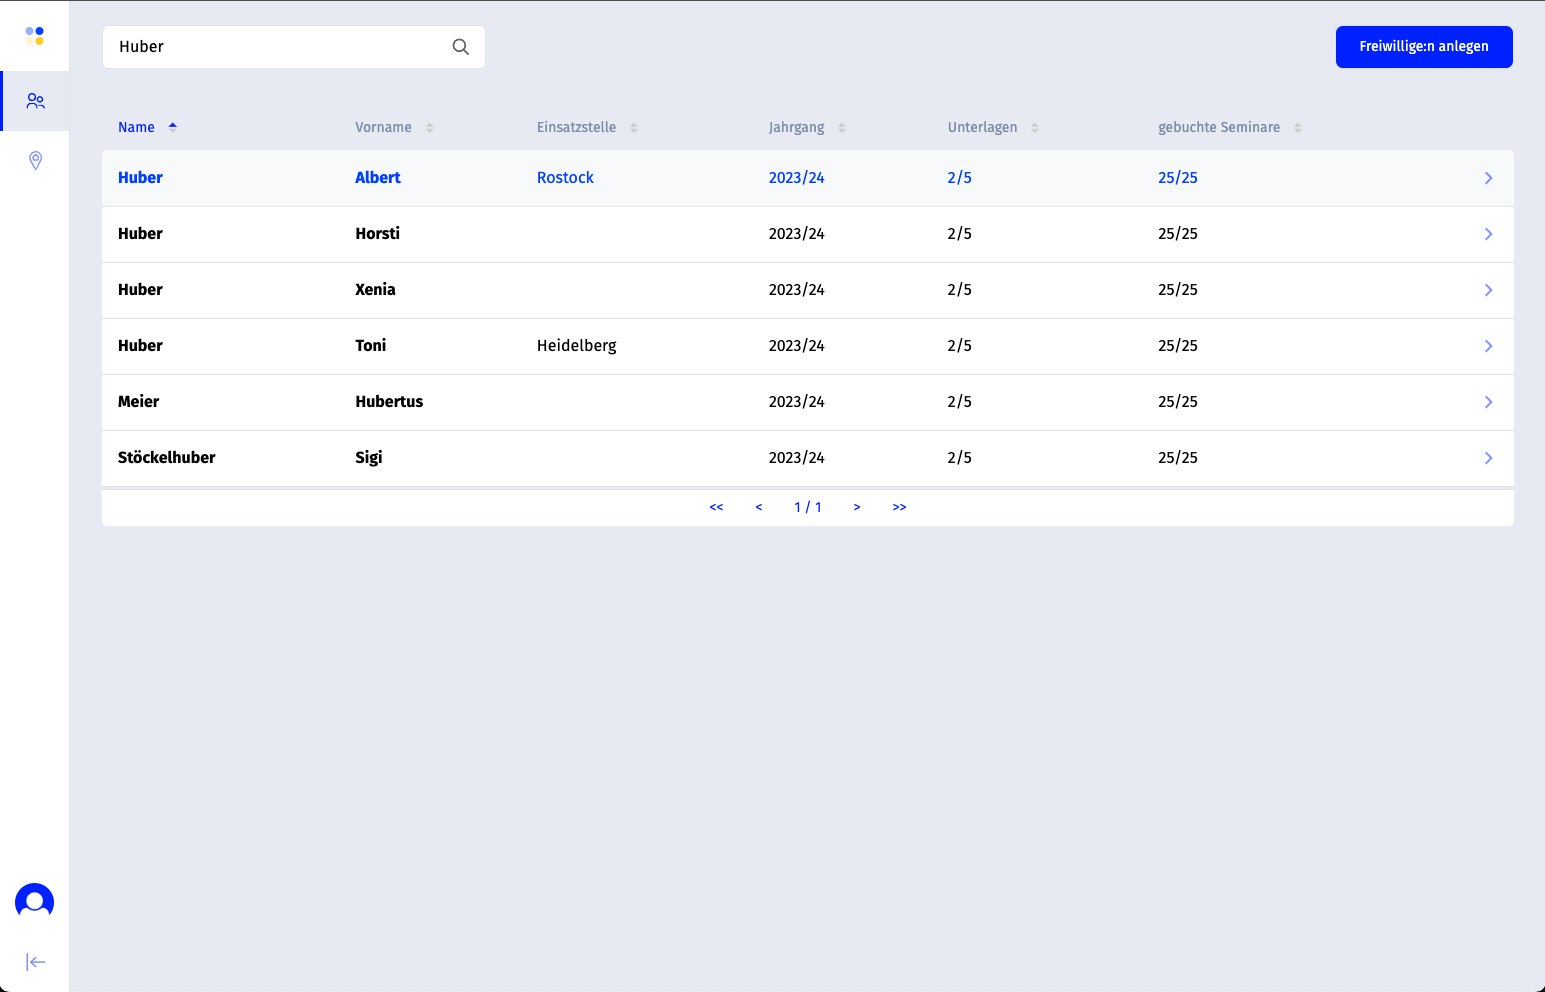 Huber
Freiwillige:n anlegen
Name Vorname Einsatzstelle Jahrgang Unterlagen gebuchte Seminare
Huber Albert Rostock 2023/24 2/5 25/25
Huber Horsti 2023/24 2/5 25/25
Huber Xenia 2023/24 2/5 25/25
Huber Toni Heidelberg 2023/24 2/5 25/25
Meier Hubertus 2023/24 2/5 25/25
Stöckelhuber Sigi 2023/24 2/5 25/25
<< < 1 / 1 > >>